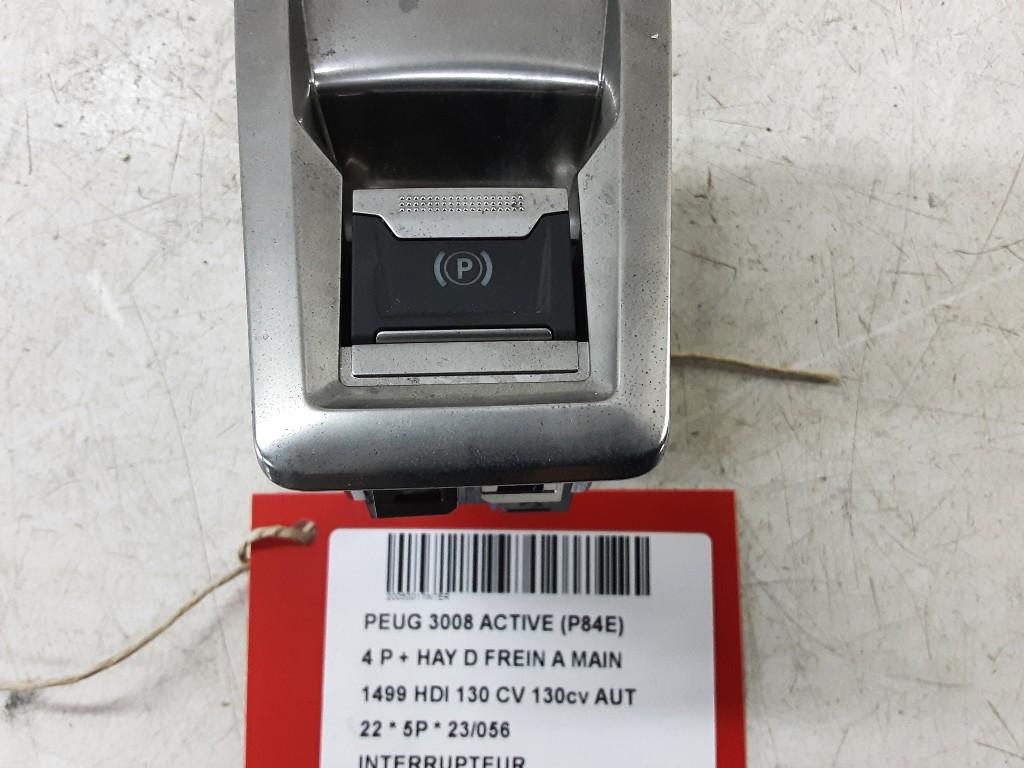 P
PEUG 3008 ACTIVE (P84E)
4 P + HAY D FREIN A MAIN
1499 HDI 130 CV 130cv AUT
22 * 5P * 23/056
INTERRUPTEUR